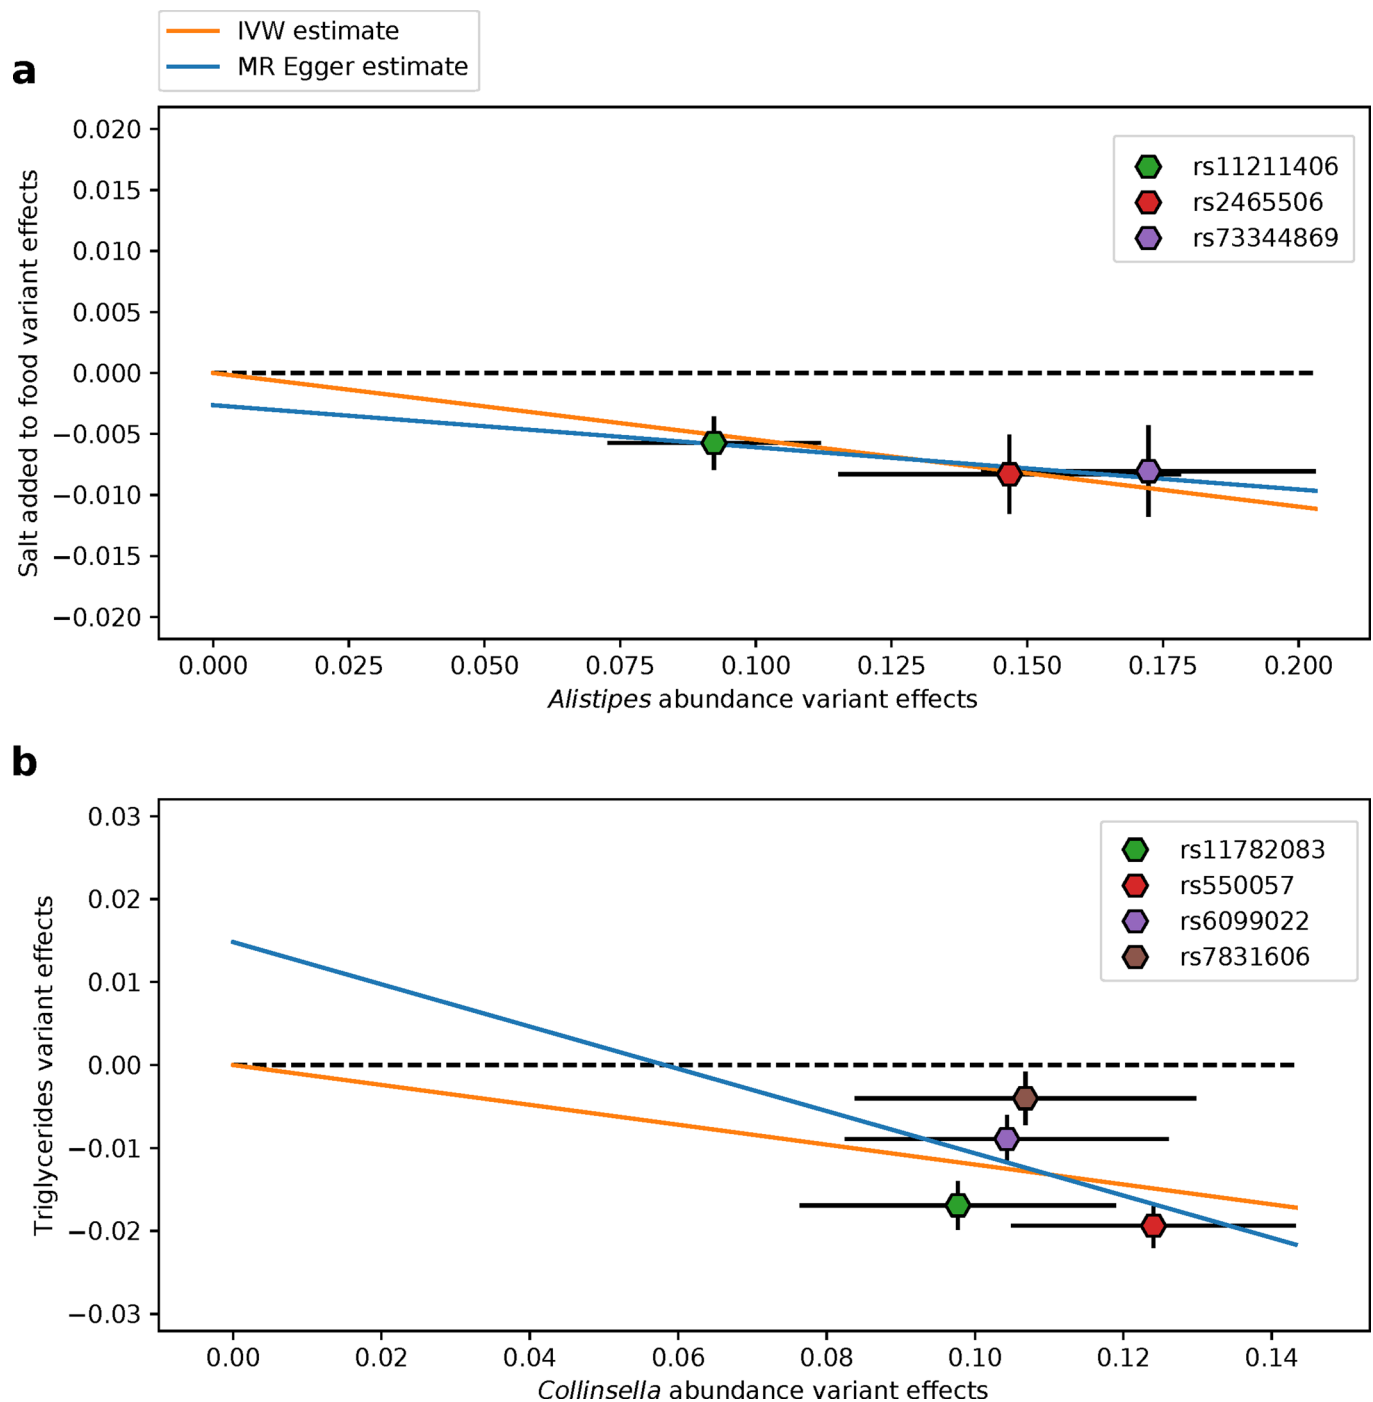 IVW estimate
MR Egger estimate
a
0.020
0.015
0.010
0.005
0.000
−0.005
−0.010
−0.015
−0.020
Salt added to food variant effects
rs11211406
rs2465506
rs73344869
0.000 0.025 0.050 0.075 0.100 0.125 0.150 0.175 0.200
Alistipes abundance variant effects
b
0.03
0.02
0.01
0.00
−0.01
−0.02
−0.03
Triglycerides variant effects
rs11782083
rs550057
rs6099022
rs7831606
0.00 0.02 0.04 0.06 0.08 0.10 0.12 0.14
Collinsella abundance variant effects